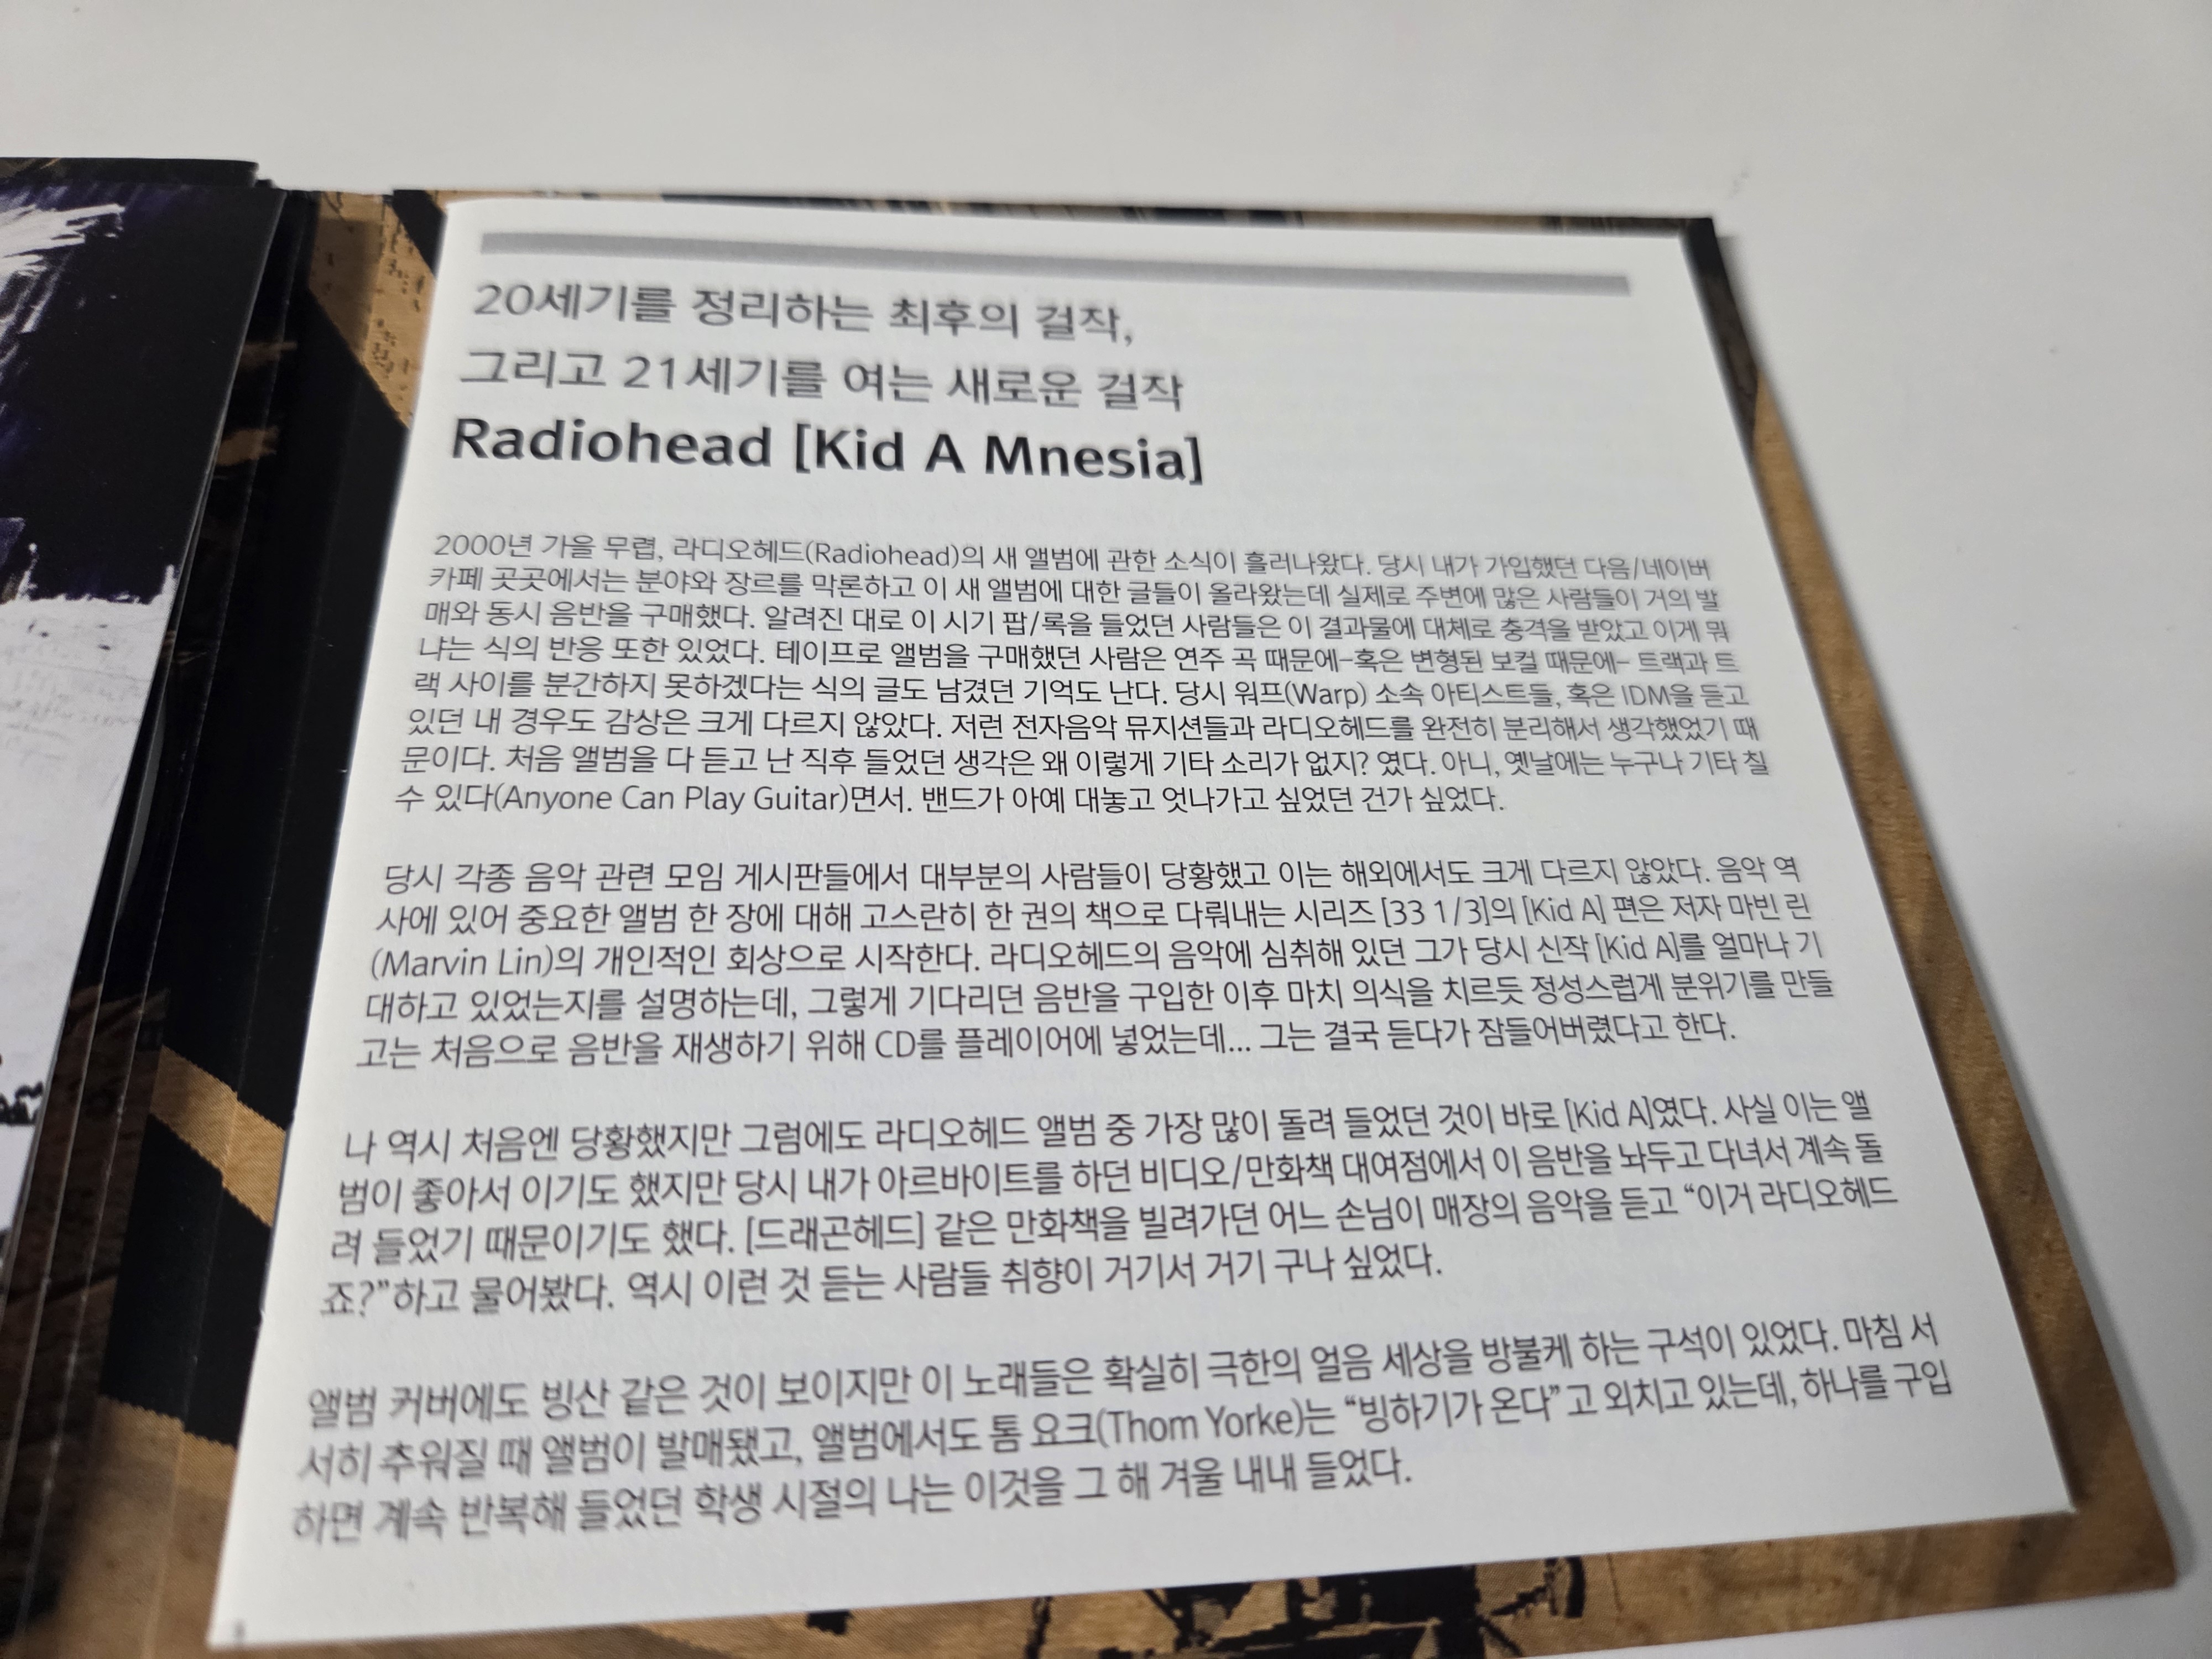 20세기를 정리하는 최후의 걸작,
그리고 21세기를 여는 새로운 걸작
Radiohead [Kid A Mnesia]
2000년 가을 무렵, 라디오헤드(Radiohead)의 새 앨범에 관한 소식이 흘러나왔다. 당시 내가 가입했던 다음/네이버
카페 곳곳에서는 분야와 장르를 막론하고 이 새 앨범에 대한 글들이 올라왔는데 실제로 주변에 많은 사람들이 거의 발
매와 동시 음반을 구매했다. 알려진 대로 이 시기 팝/록을 들었던 사람들은 이 결과물에 대체로 충격을 받았고 이게 뭐
냐는 식의 반응 또한 있었다. 테이프로 앨범을 구매했던 사람은 연주 곡 때문에-혹은 변형된 보컬 때문에- 트랙과 트
랙 사이를 분간하지 못하겠다는 식의 글도 남겼던 기억도 난다. 당시 워프(Warp) 소속 아티스트들, 혹은 IDM을 듣고
있던 내 경우도 감상은 크게 다르지 않았다. 저런 전자음악 뮤지션들과 라디오헤드를 완전히 분리해서 생각했었기 때
문이다. 처음 앨범을 다 듣고 난 직후 들었던 생각은 왜 이렇게 기타 소리가 없지? 였다. 아니, 옛날에는 누구나 기타 칠
수 있다(Anyone Can Play Guitar)면서. 밴드가 아예 대놓고 엇나가고 싶었던 건가 싶었다.
당시 각종 음악 관련 모임 게시판들에서 대부분의 사람들이 당황했고 이는 해외에서도 크게 다르지 않았다. 음악 역
사에 있어 중요한 앨범 한 장에 대해 고스란히 한 권의 책으로 다뤄내는 시리즈 [33 1/3]의 [Kid A] 편은 저자 마빈 린
(Marvin Lin)의 개인적인 회상으로 시작한다. 라디오헤드의 음악에 심취해 있던 그가 당시 신작 [Kid A]를 얼마나 기
대하고 있었는지를 설명하는데, 그렇게 기다리던 음반을 구입한 이후 마치 의식을 치르듯 정성스럽게 분위기를 만들
고는 처음으로 음반을 재생하기 위해 CD를 플레이어에 넣었는데... 그는 결국 듣다가 잠들어버렸다고 한다.
나 역시 처음엔 당황했지만 그럼에도 라디오헤드 앨범 중 가장 많이 돌려 들었던 것이 바로 [Kid A]였다. 사실 이는 앨
범이 좋아서 이기도 했지만 당시 내가 아르바이트를 하던 비디오/만화책 대여점에서 이 음반을 놔두고 다녀서 계속 돌
려 들었기 때문이기도 했다. [드래곤헤드] 같은 만화책을 빌려가던 어느 손님이 매장의 음악을 듣고 “이거 라디오헤드
죠?”하고 물어봤다. 역시 이런 것 듣는 사람들 취향이 거기서 거기 구나 싶었다.
앨범 커버에도 빙산 같은 것이 보이지만 이 노래들은 확실히 극한의 얼음 세상을 방불케 하는 구석이 있었다. 마침 서
서히 추워질 때 앨범이 발매됐고, 앨범에서도 톰 요크(Thom Yorke)는 “빙하기가 온다”고 외치고 있는데, 하나를 구입
하면 계속 반복해 들었던 학생 시절의 나는 이것을 그 해 겨울 내내 들었다.